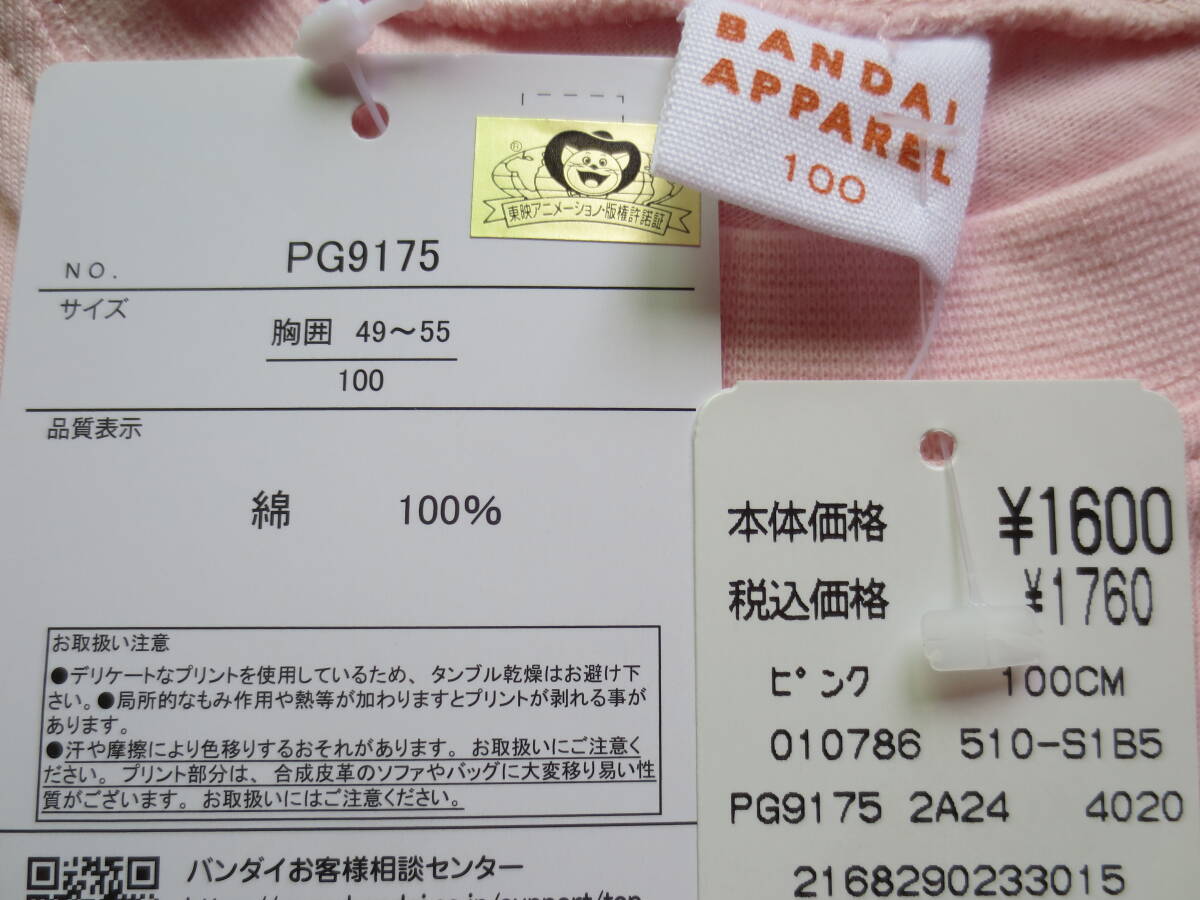 BANDAI
APPAREL
100
®
東映アニメーション・版権許諾証
NO. PG9175
サイズ
胸囲 49～55
100
品質表示
綿 100%
お取扱い注意
●デリケートなプリントを使用しているため、タンブル乾燥はお避け下
さい。●局所的なもみ作用や熱等が加わりますとプリントが剥れる事が
あります。
●汗や摩擦により色移りするおそれがあります。お取扱いにご注意く
ださい。プリント部分は、合成皮革のソファやバッグに大変移り易い性
質がございます。お取扱いにはご注意ください。
バンダイお客様相談センター
本体価格 ¥1600
税込価格 ¥1760
ピンク 100CM
010786 510-S1B5
PG9175 2A24 4020
2168290233015